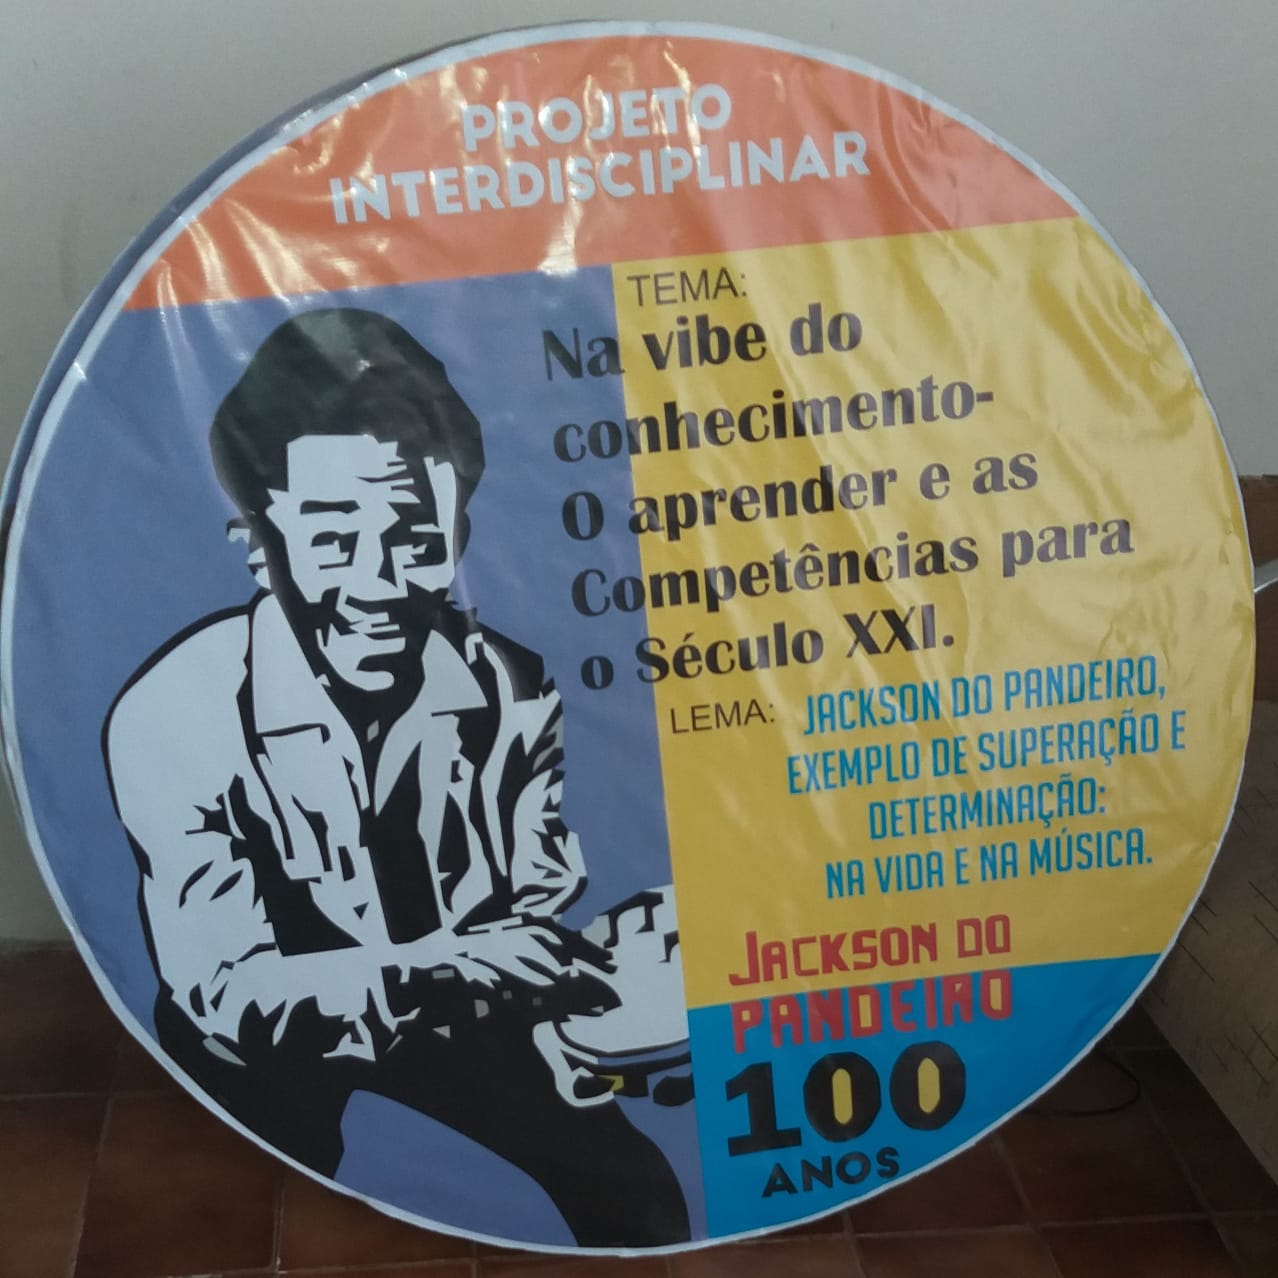 PROJETO
INTERDISCIPLINAR
TEMA:
Na vibe do
conhecimento-
O aprender e as
Competências para
o Século XXI.
LEMA: JACKSON DO PANDEIRO,
EXEMPLO DE SUPERAÇÃO E
DETERMINAÇÃO:
NA VIDA E NA MÚSICA.
JACKSON DO
PANDEIRO
100
ANOS